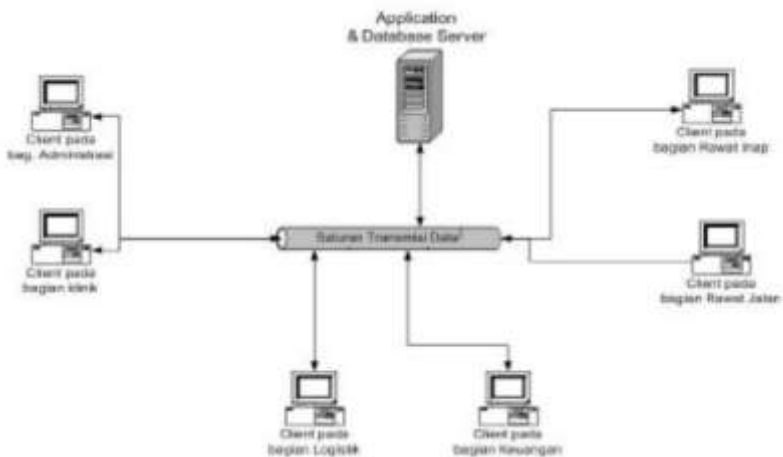 Application
& Database Server
Client pada
bag. Administrasi
Client pada
bagian Rawat Inap
Saluran Transmisi Data
Client pada
bagian klinik
Client pada
bagian Rawat Jalan
Client pada
bagian Logistik
Client pada
bagian Keuangan